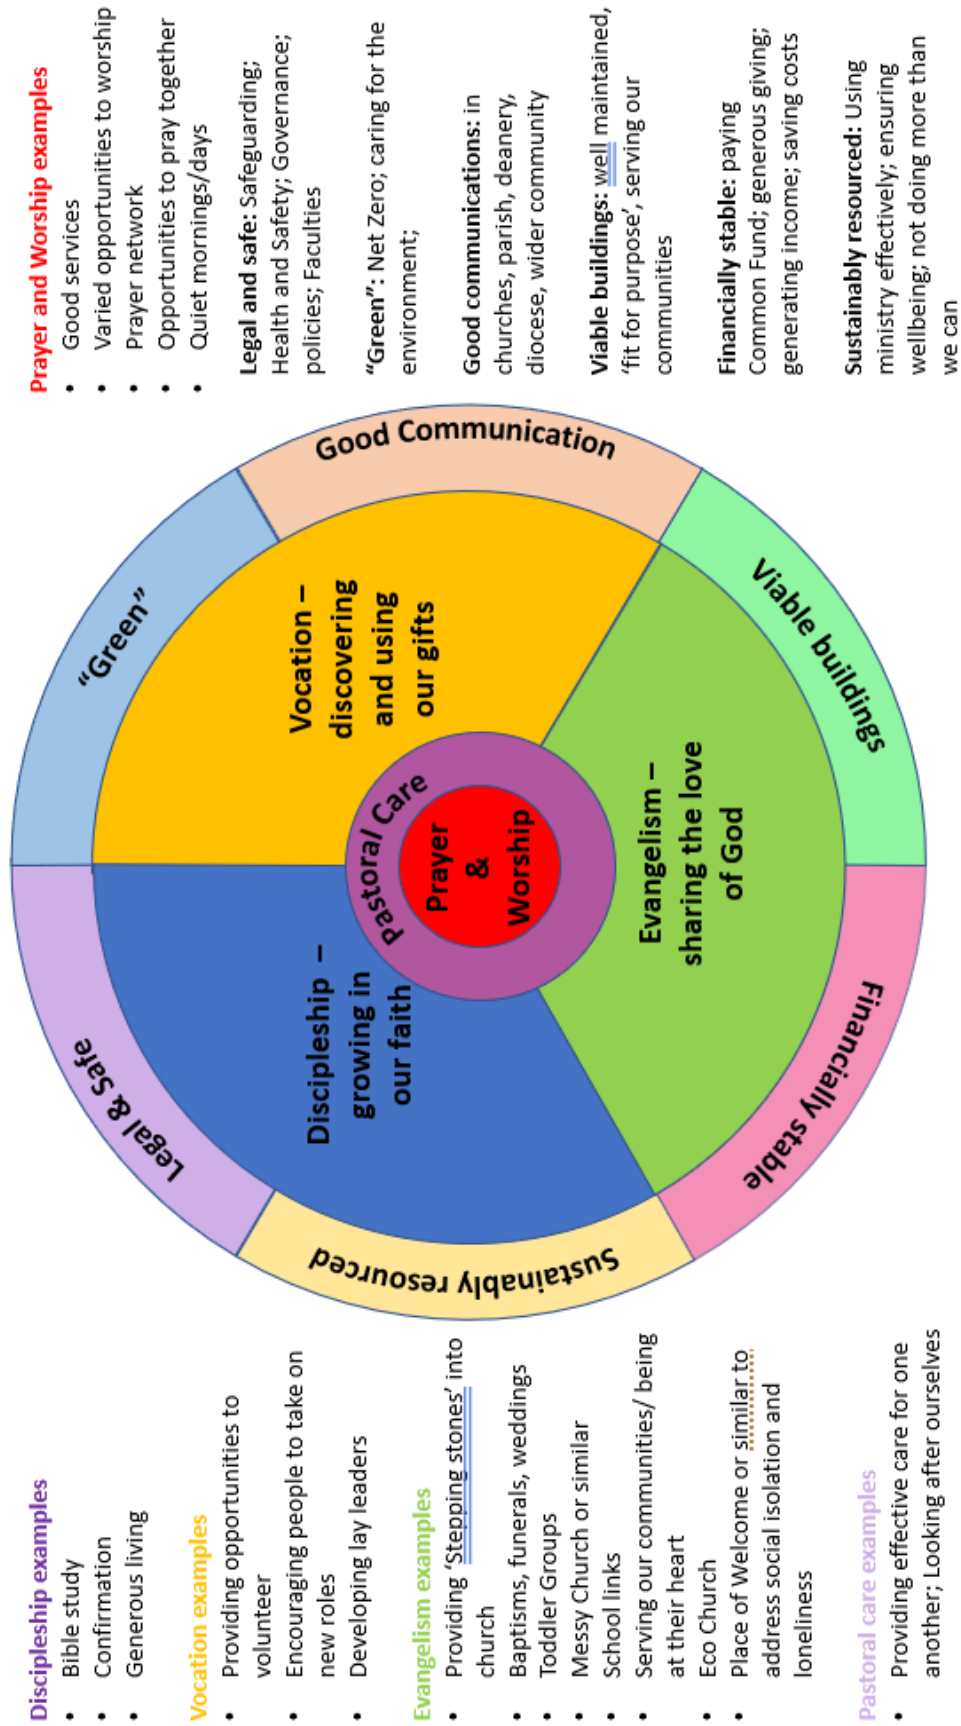 Discipleship examples
• Bible study
• Confirmation
• Generous living
Vocation examples
• Providing opportunities to
volunteer
• Encouraging people to take on
new roles
• Developing lay leaders
Evangelism examples
• Providing ‘Stepping stones’ into
church
• Baptisms, funerals, weddings
Toddler Groups
• Messy Church or similar
• School links
• Serving our communities/ being
at their heart
• Eco Church
• Place of Welcome or similar to
address social isolation and
loneliness
Pastoral care examples
• Providing effective care for one
another; Looking after ourselves
Legal & Safe
“Green”
Good Communication
Viable buildings
Financially stable
Sustainably resourced
Discipleship –
growing in
our faith
Vocation –
discovering
and using
our gifts
Pastoral Care
Prayer
&
Worship
Evangelism –
sharing the love
of God
Prayer and Worship examples
• Good services
• Varied opportunities to worship
• Prayer network
• Opportunities to pray together
• Quiet mornings/days
Legal and safe: Safeguarding;
Health and Safety; Governance;
policies; Faculties
“Green”: Net Zero; caring for the
environment;
Good communications: in
churches, parish, deanery,
diocese, wider community
Viable buildings: well maintained,
‘fit for purpose’, serving our
communities
Financially stable: paying
Common Fund; generous giving;
generating income; saving costs
Sustainably resourced: Using
ministry effectively; ensuring
wellbeing; not doing more than
we can